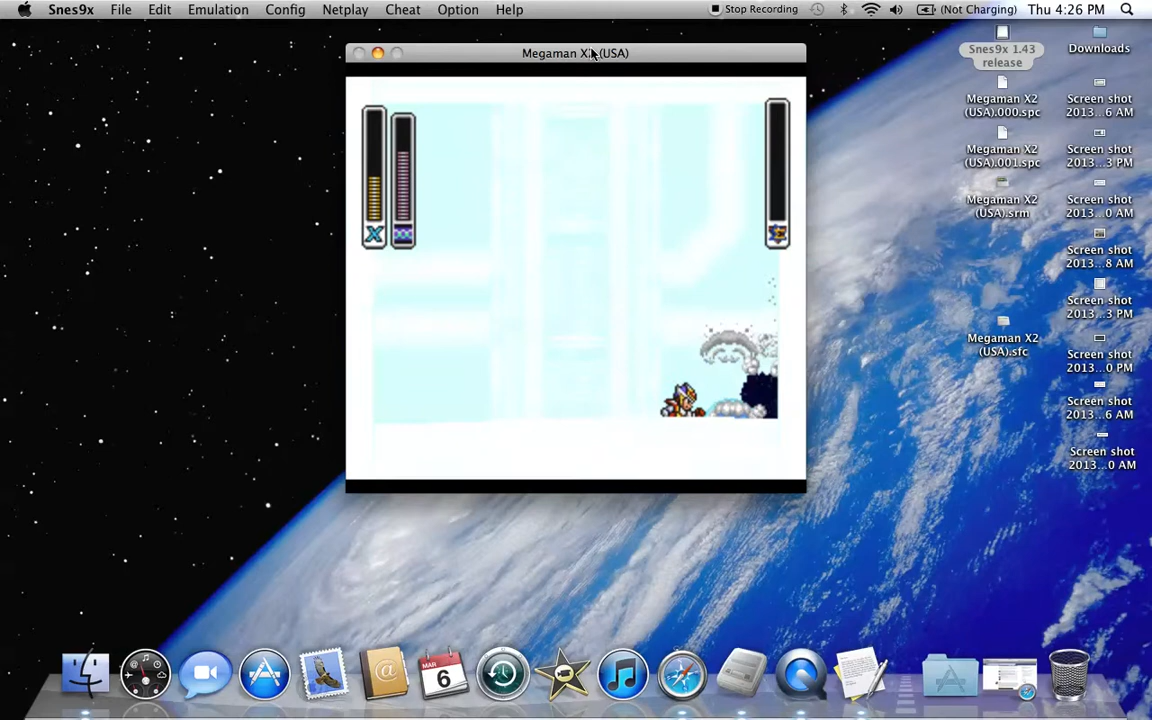 Snes9x File Edit Emulation Config Netplay Cheat Option Help Stop Recording (Not Charging) Thu 4:26 PM
Megaman X (USA)
Snes9x 1.43
release
Downloads
Megaman X2
(USA).000.spc
Screen shot
2013...6 AM
Megaman X2
(USA).001.spc
Screen shot
2013...3 PM
Megaman X2
(USA).srm
Screen shot
2013...0 AM
Screen shot
2013...8 AM
Screen shot
2013...3 PM
Megaman X2
(USA).sfc
Screen shot
2013...0 PM
Screen shot
2013...6 AM
Screen shot
2013...0 AM
X
MAR
6